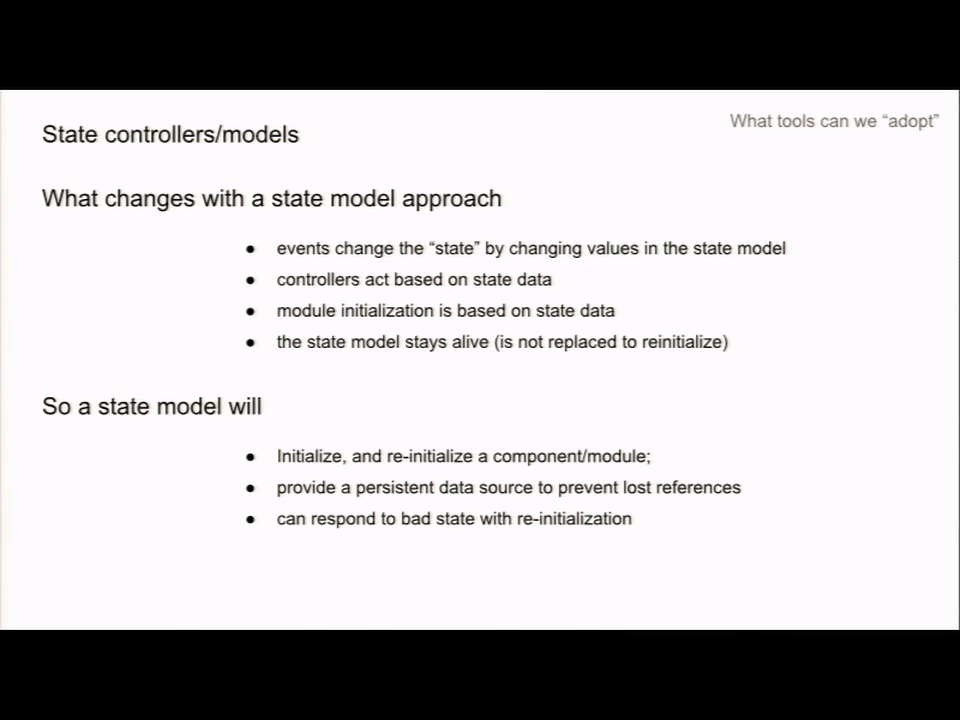 What tools can we “adopt”
State controllers/models
What changes with a state model approach
● events change the “state” by changing values in the state model
● controllers act based on state data
● module initialization is based on state data
● the state model stays alive (is not replaced to reinitialize)
So a state model will
● Initialize, and re-initialize a component/module;
● provide a persistent data source to prevent lost references
● can respond to bad state with re-initialization